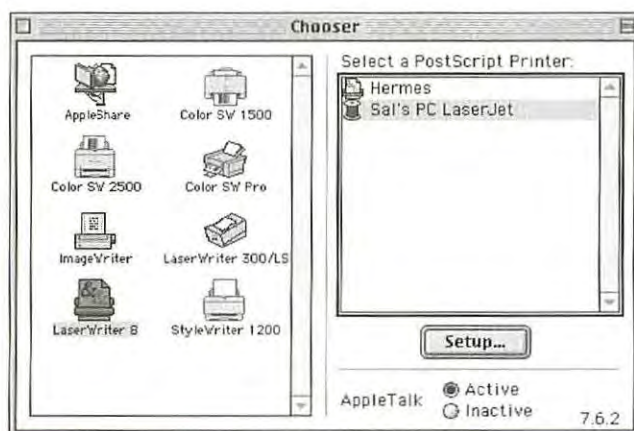 Chooser
AppleShare
Color SW 1500
Color SW 2500
Color SW Pro
ImageWriter
LaserWriter 300/LS
LaserWriter 8
StyleWriter 1200
Select a PostScript Printer:
Hermes
Sal's PC LaserJet
Setup...
AppleTalk
Active
Inactive
7.6.2